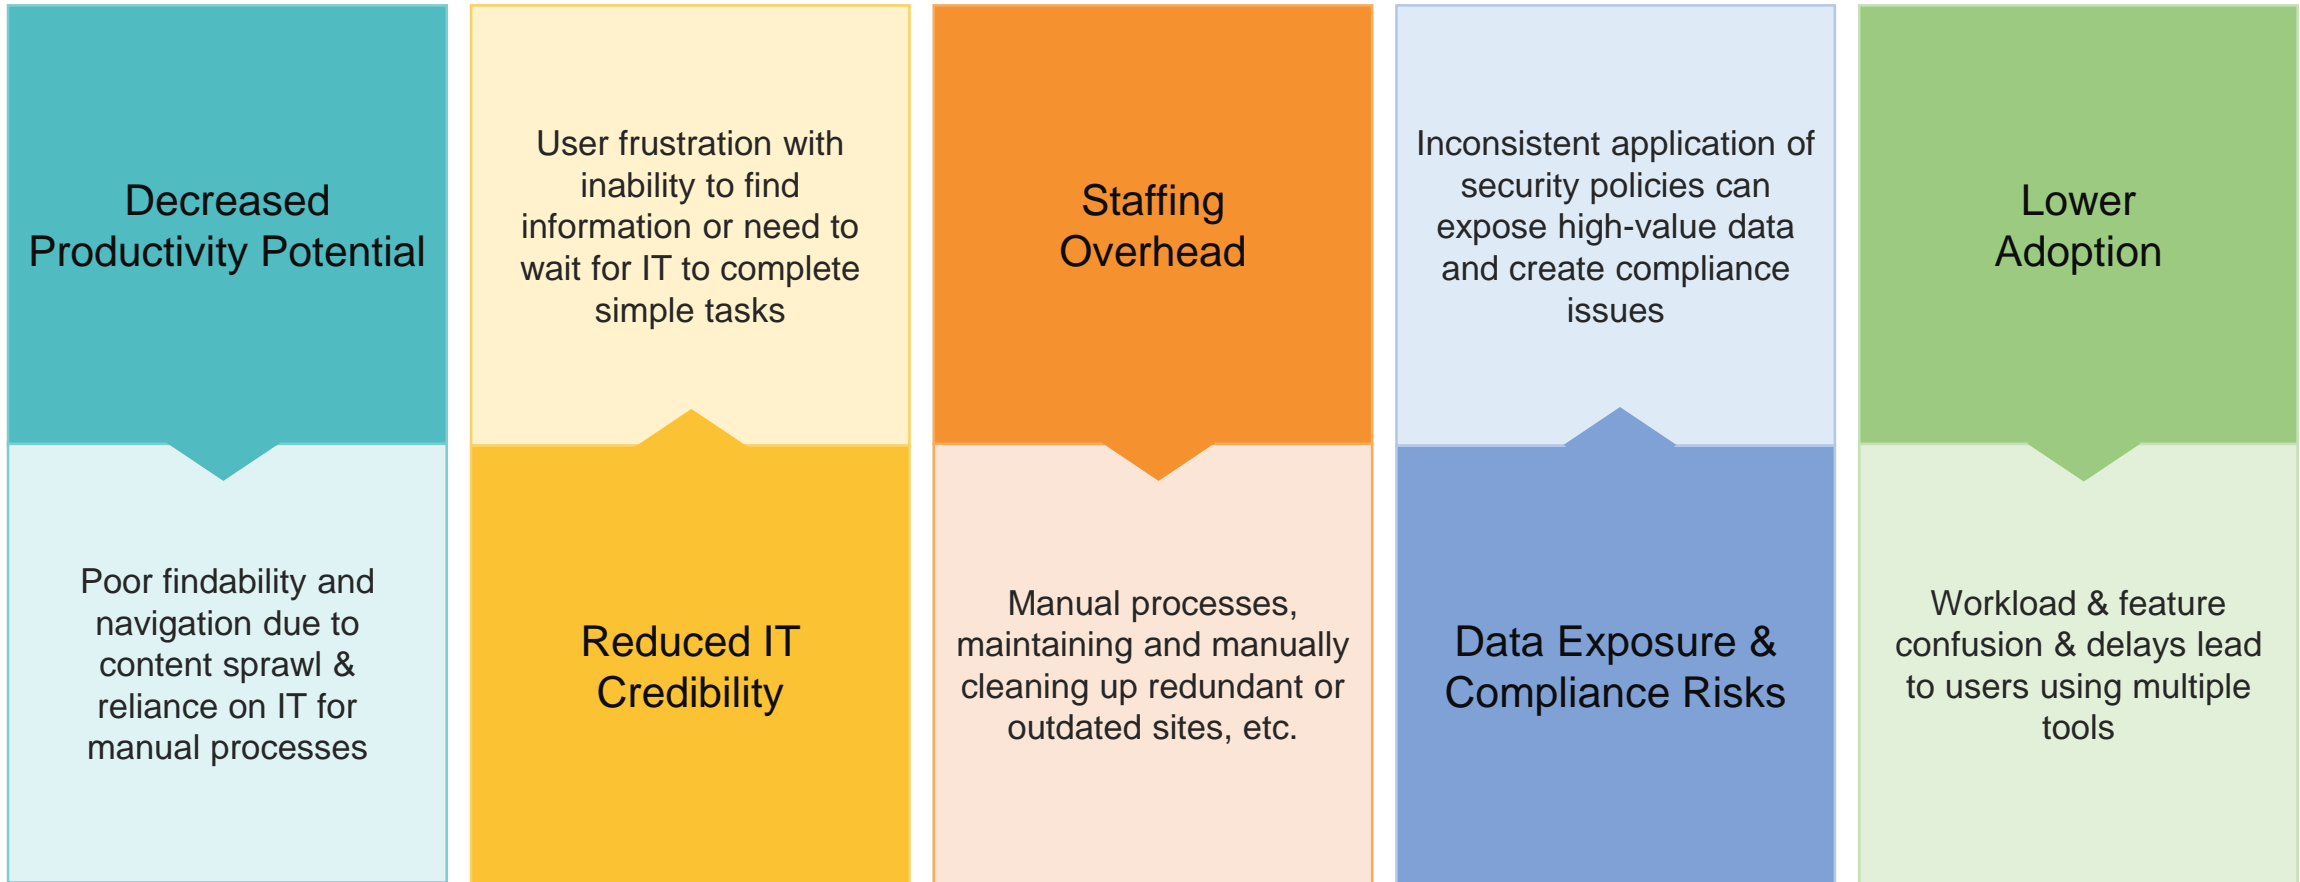 Decreased
Productivity Potential
Poor findability and
navigation due to
content sprawl &
reliance on IT for
manual processes
User frustration with
inability to find
information or need to
wait for IT to complete
simple tasks
Reduced IT
Credibility
Staffing
Overhead
Manual processes,
maintaining and manually
cleaning up redundant or
outdated sites, etc.
Inconsistent application of
security policies can
expose high-value data
and create compliance
issues
Data Exposure &
Compliance Risks
Lower
Adoption
Workload & feature
confusion & delays lead
to users using multiple
tools